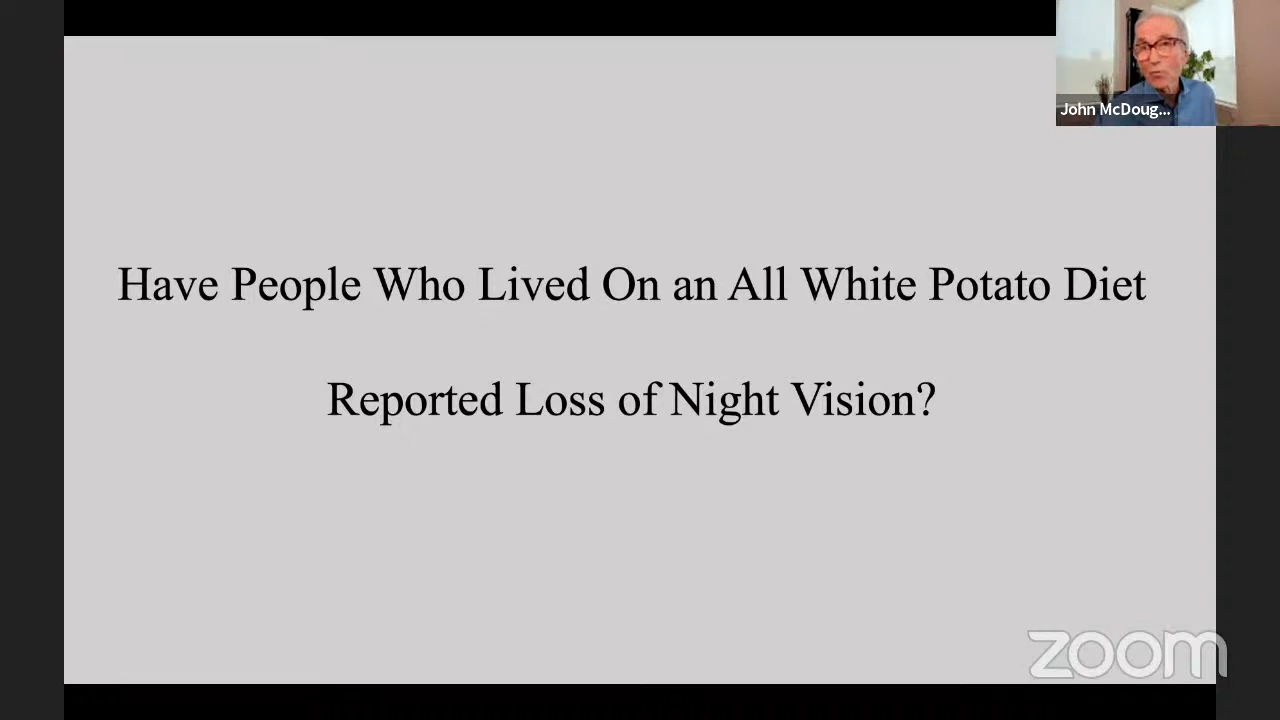 John McDoug...
Have People Who Lived On an All White Potato Diet
Reported Loss of Night Vision?
zoom